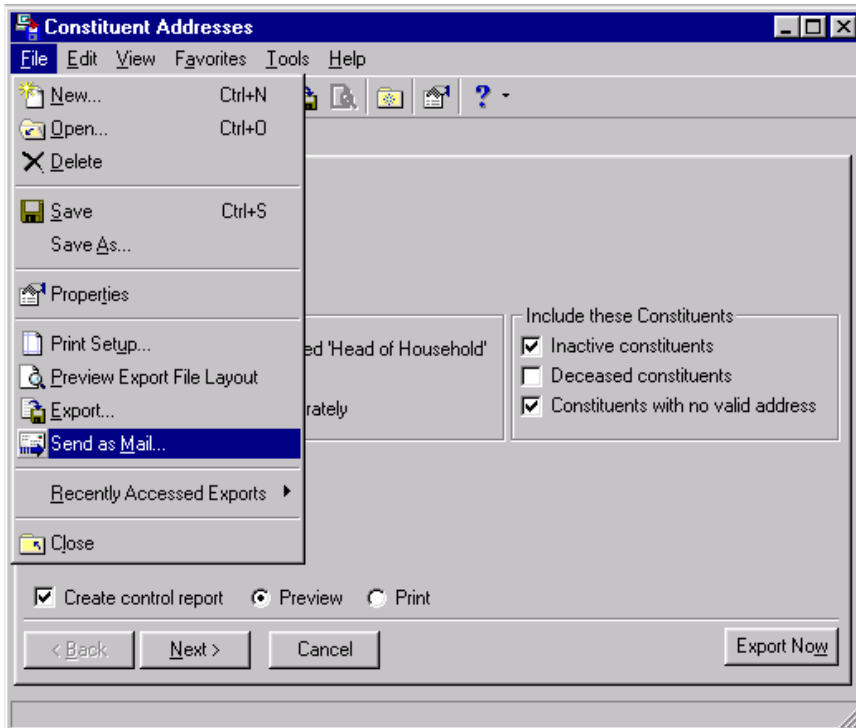 Constituent Addresses
File Edit View Favorites Tools Help
New... Ctrl+N
Open... Ctrl+O
Delete
Save Ctrl+S
Save As...
Properties
Print Setup...
Preview Export File Layout
Export...
Send as Mail...
Recently Accessed Exports
Close
ed 'Head of Household'
rately
Include these Constituents
Inactive constituents
Deceased constituents
Constituents with no valid address
Create control report Preview Print
< Back Next > Cancel Export Now